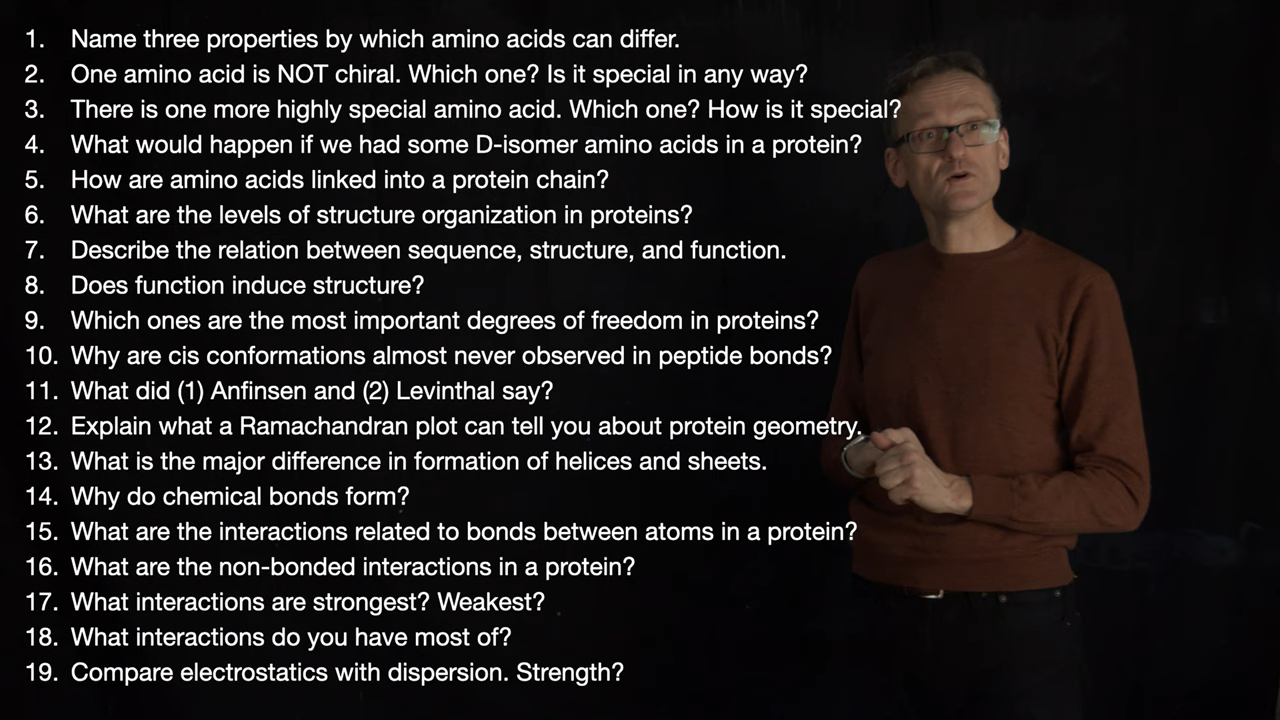 1. Name three properties by which amino acids can differ.
2. One amino acid is NOT chiral. Which one? Is it special in any way?
3. There is one more highly special amino acid. Which one? How is it special?
4. What would happen if we had some D-isomer amino acids in a protein?
5. How are amino acids linked into a protein chain?
6. What are the levels of structure organization in proteins?
7. Describe the relation between sequence, structure, and function.
8. Does function induce structure?
9. Which ones are the most important degrees of freedom in proteins?
10. Why are cis conformations almost never observed in peptide bonds?
11. What did (1) Anfinsen and (2) Levinthal say?
12. Explain what a Ramachandran plot can tell you about protein geometry.
13. What is the major difference in formation of helices and sheets.
14. Why do chemical bonds form?
15. What are the interactions related to bonds between atoms in a protein?
16. What are the non-bonded interactions in a protein?
17. What interactions are strongest? Weakest?
18. What interactions do you have most of?
19. Compare electrostatics with dispersion. Strength?